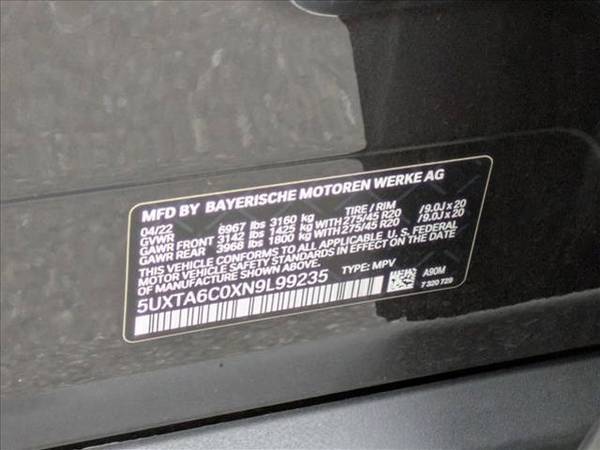 MFD BY BAYERISCHE MOTOREN WERKE AG
04/22 TIRE / RIM
GVWR 6967 lbs 3160 kg
GAWR FRONT 3142 lbs 1425 kg WITH 275/45 R20 /9.0J x 20
GAWR REAR 3968 lbs 1800 kg WITH 275/45 R20 /9.0J x 20
THIS VEHICLE CONFORMS TO ALL APPLICABLE U.S. FEDERAL
MOTOR VEHICLE SAFETY STANDARDS IN EFFECT ON THE DATE
OF MANUFACTURE SHOWN ABOVE.
5UXTA6C0XN9L99235 TYPE: MPV
A90M
7 320 728